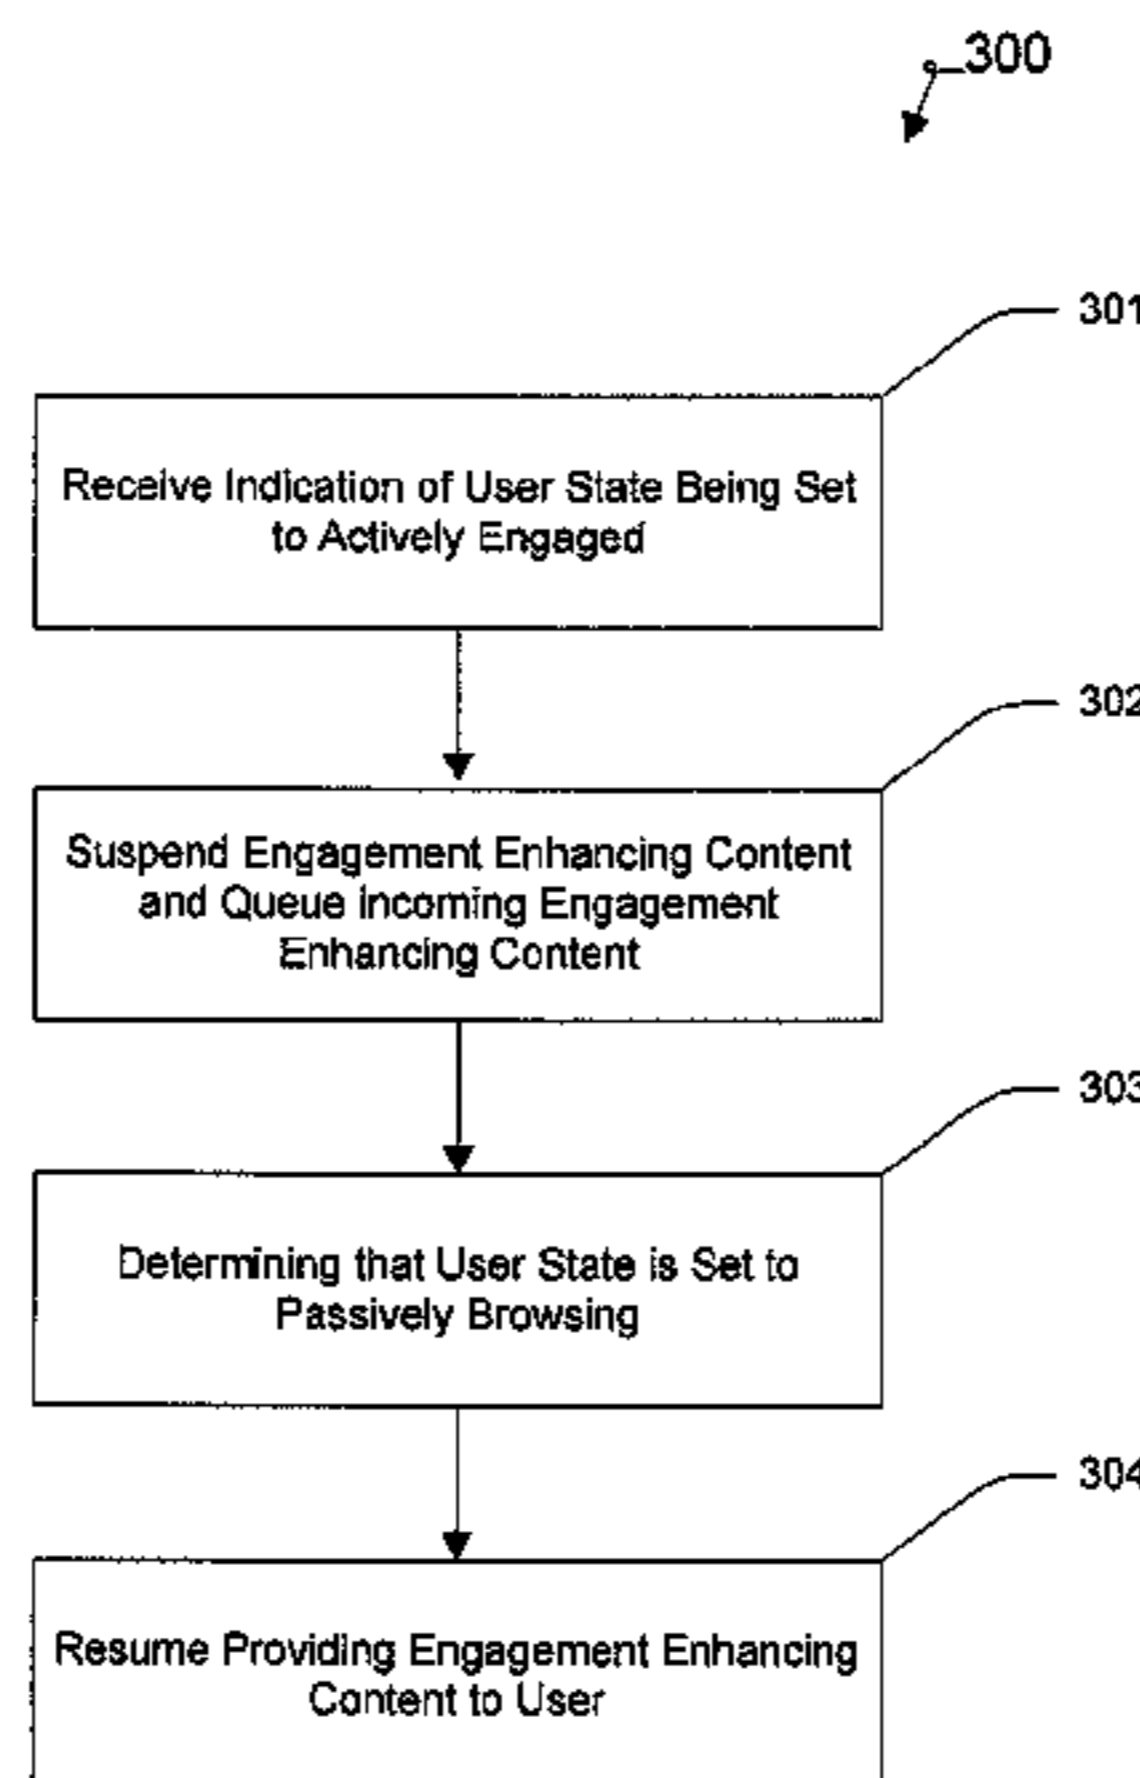 300
301
Receive Indication of User State Being Set
to Actively Engaged
302
Suspend Engagement Enhancing Content
and Queue Incoming Engagement
Enhancing Content
303
Determining that User State is Set to
Passively Browsing
304
Resume Providing Engagement Enhancing
Content to User